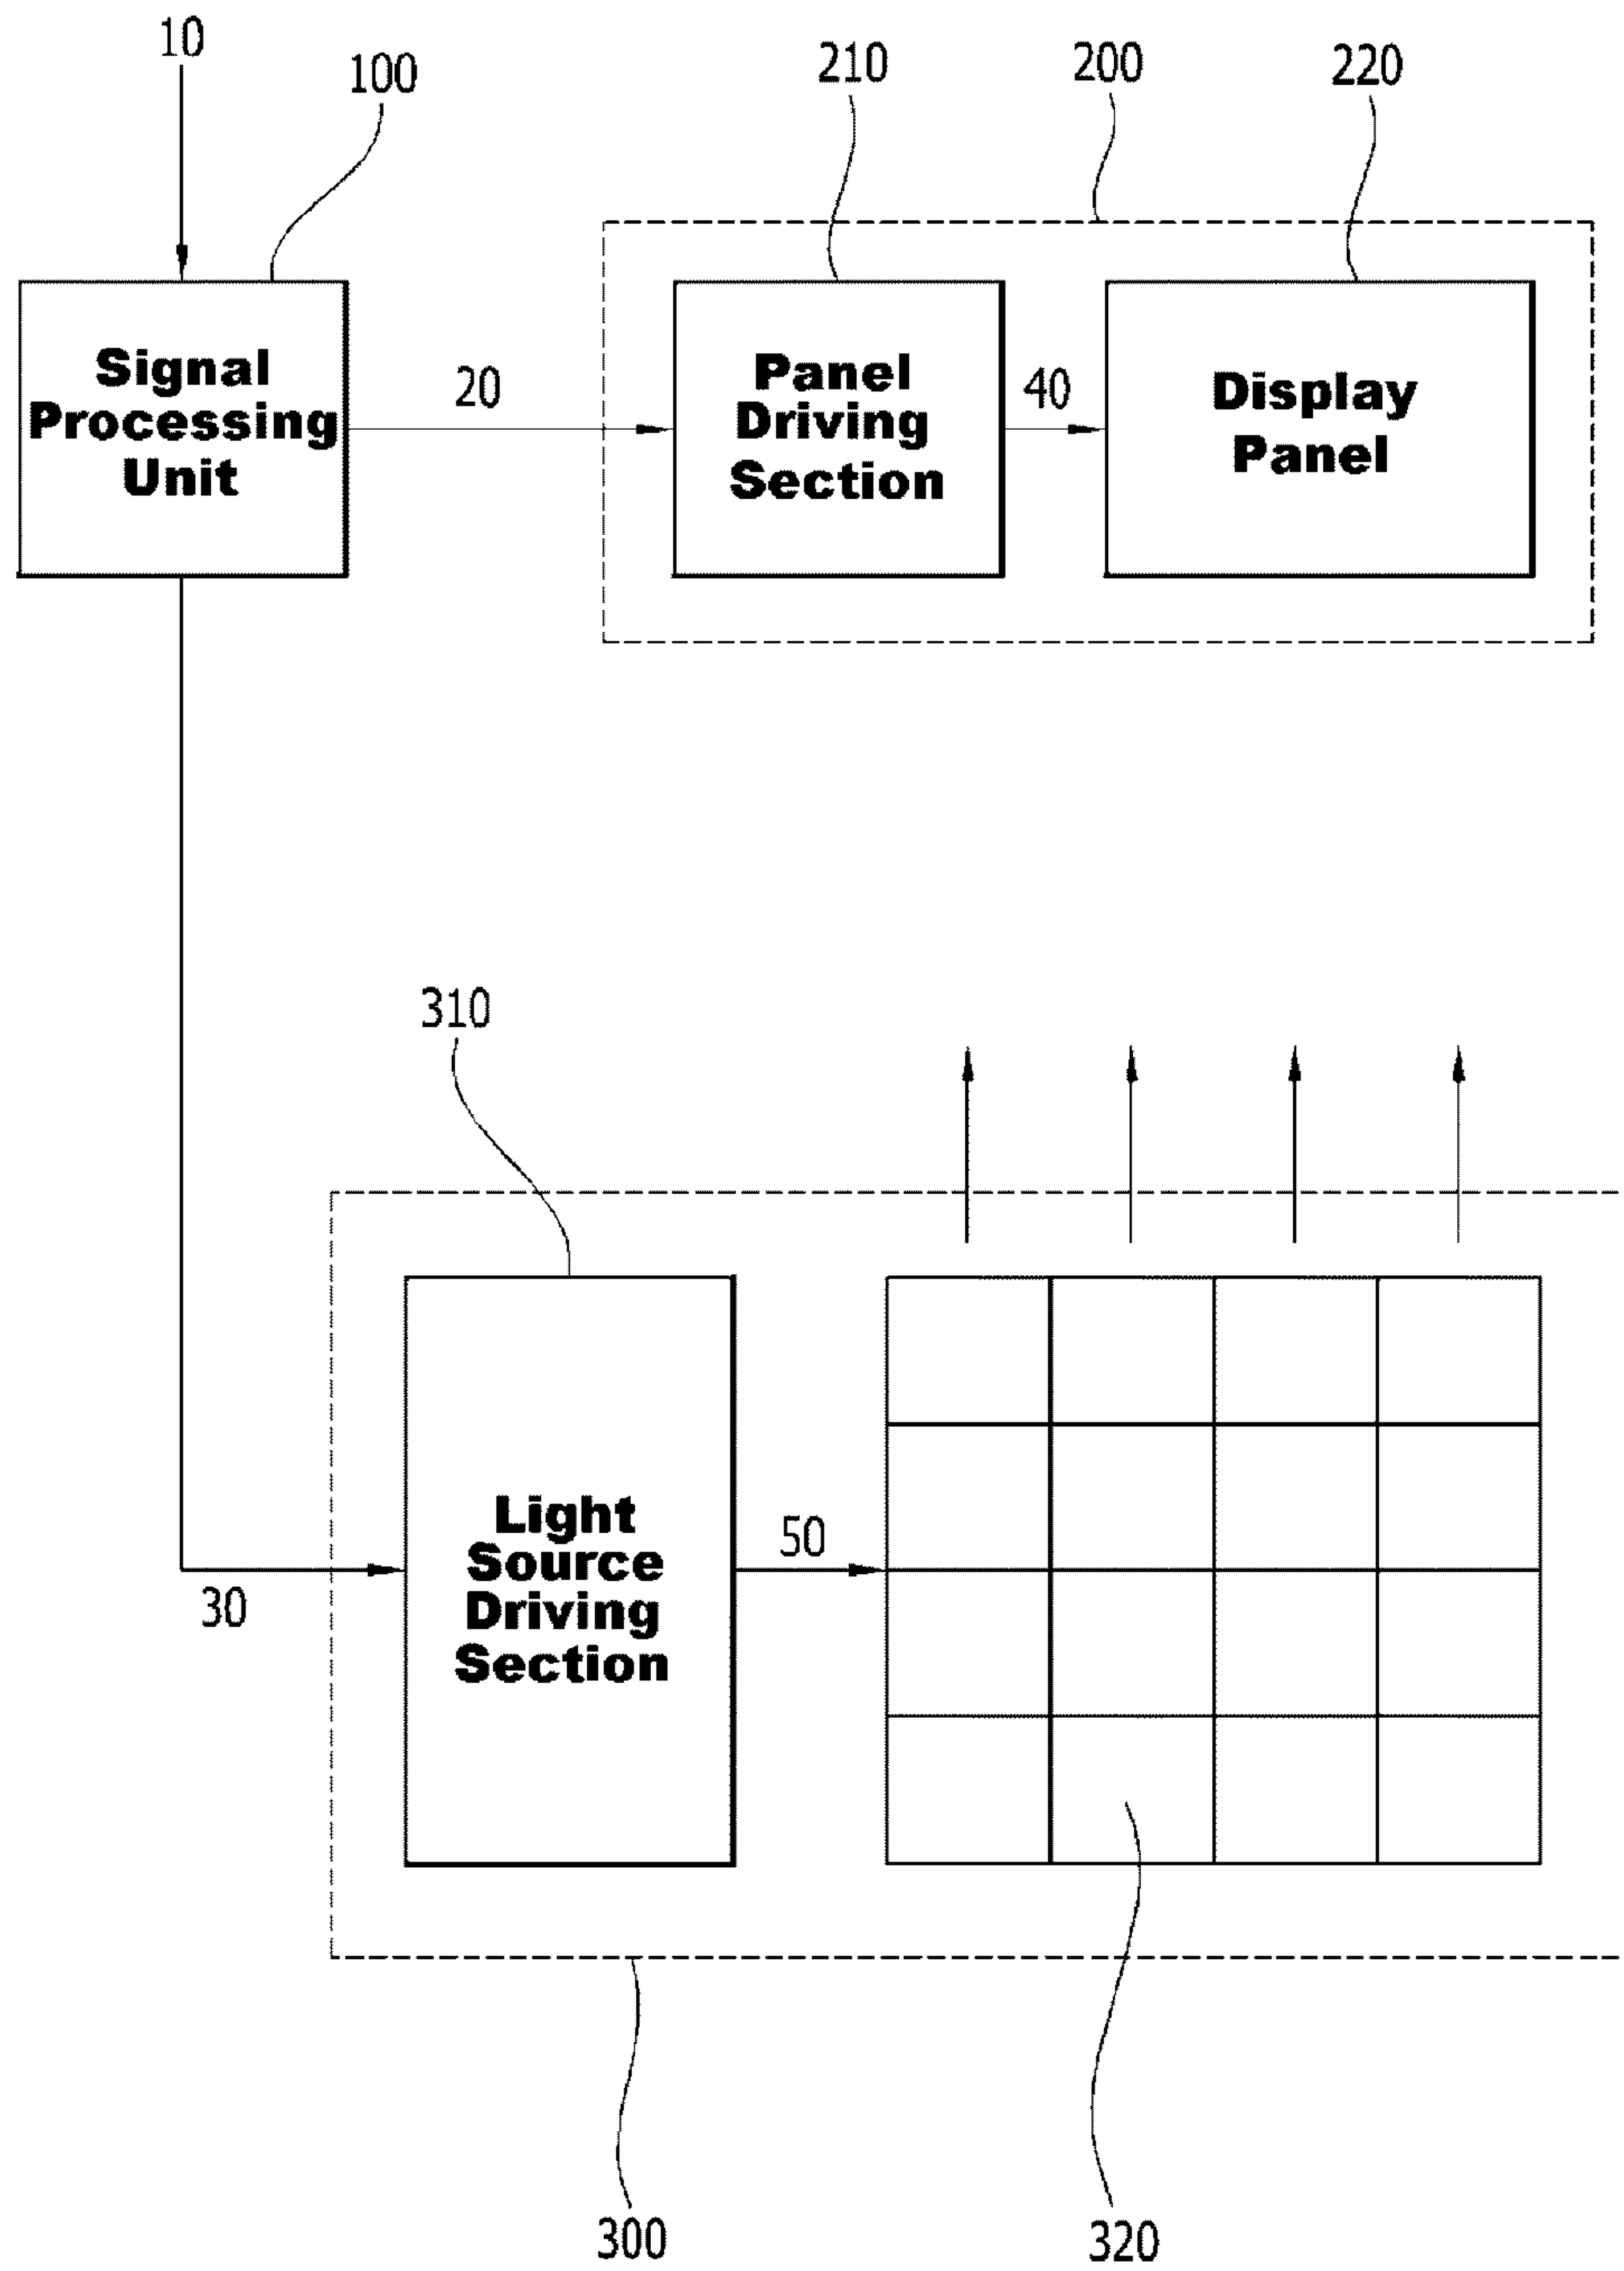 10
100
210
200
220
Signal
Processing
Unit
20
Panel
Driving
Section
40
Display
Panel
310
Light
Source
Driving
Section
50
30
300
320